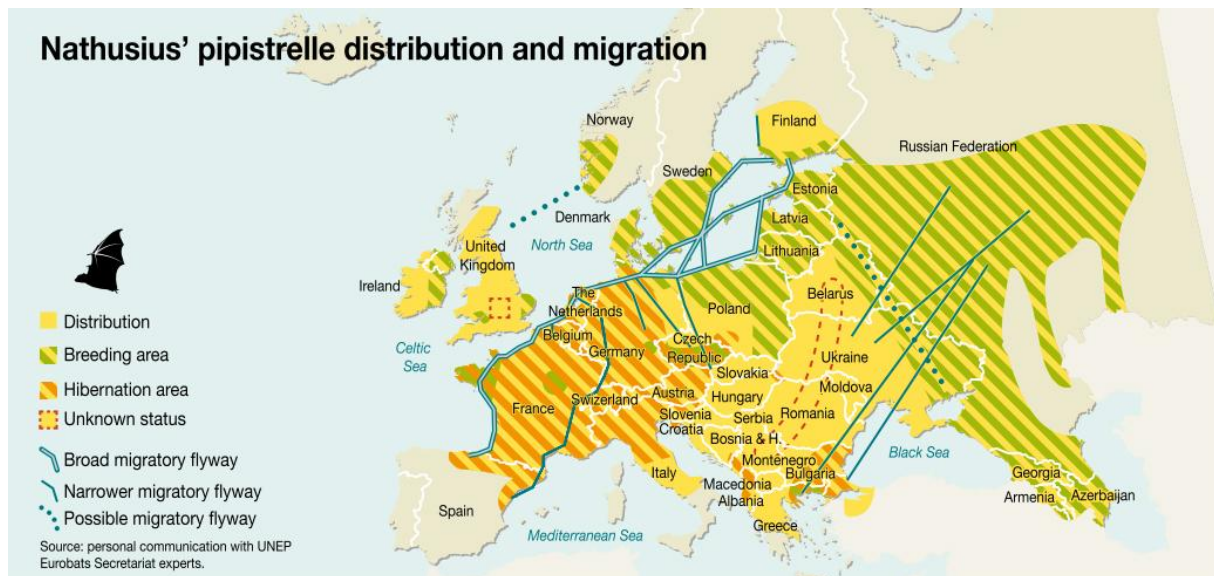 Nathusius’ pipistrelle distribution and migration
Norway
Finland
Russian Federation
Sweden
Estonia
Denmark
Latvia
North Sea
United
Kingdom
Lithuania
Ireland
The
Netherlands
Belarus
Poland
Belgium
Czech
Republic
Germany
Celtic
Sea
Ukraine
Slovakia
Moldova
Austria
Hungary
France
Swizerland
Slovenia
Serbia
Romania
Croatia
Bosnia & H.
Black Sea
Montenegro
Italy
Bulgaria
Georgia
Macedonia
Armenia
Azerbaijan
Albania
Spain
Greece
Mediterranean Sea
Distribution
Breeding area
Hibernation area
Unknown status
Broad migratory flyway
Narrower migratory flyway
Possible migratory flyway
Source: personal communication with UNEP
Eurobats Secretariat experts.